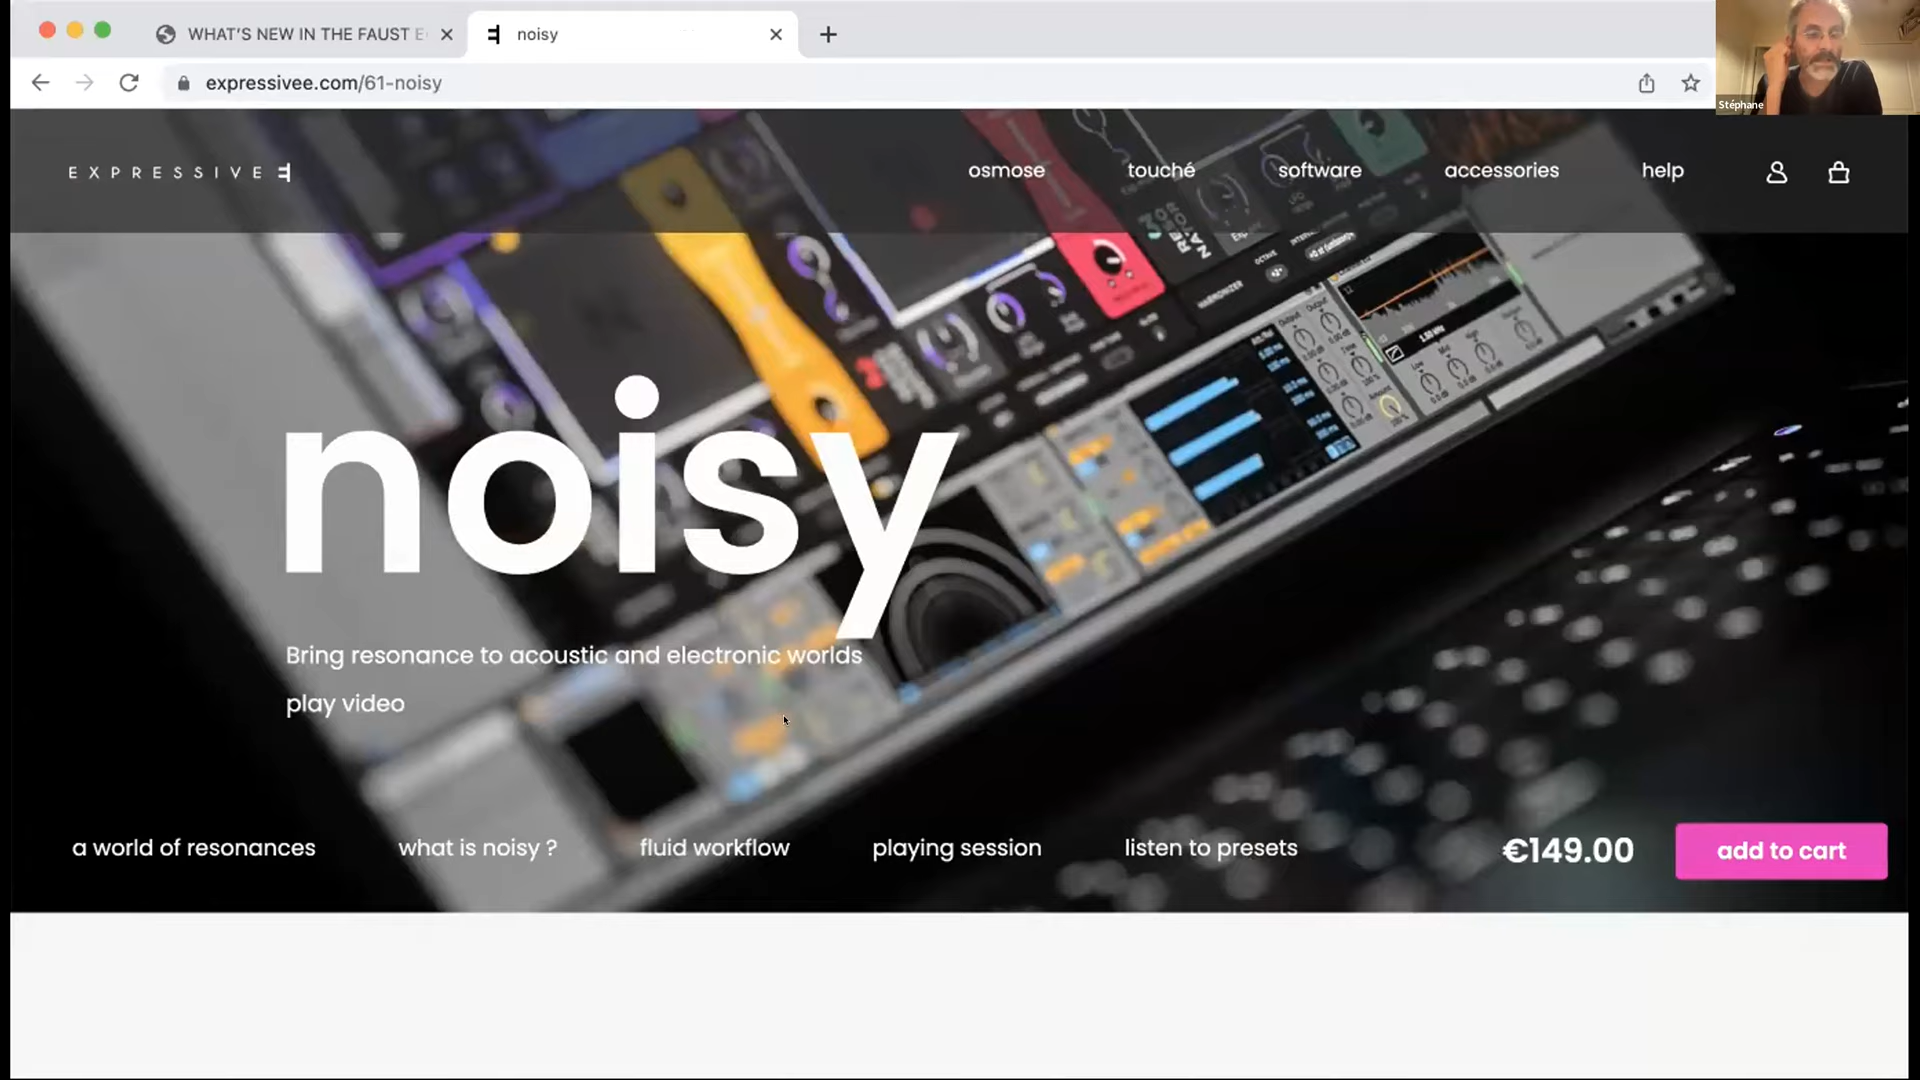 WHAT'S NEW IN THE FAUST E
noisy
expressivee.com/61-noisy
Stéphane
EXPRESSIVE E
osmose
touché
software
accessories
help
noisy
Bring resonance to acoustic and electronic worlds
play video
a world of resonances
what is noisy ?
fluid workflow
playing session
listen to presets
€149.00
add to cart